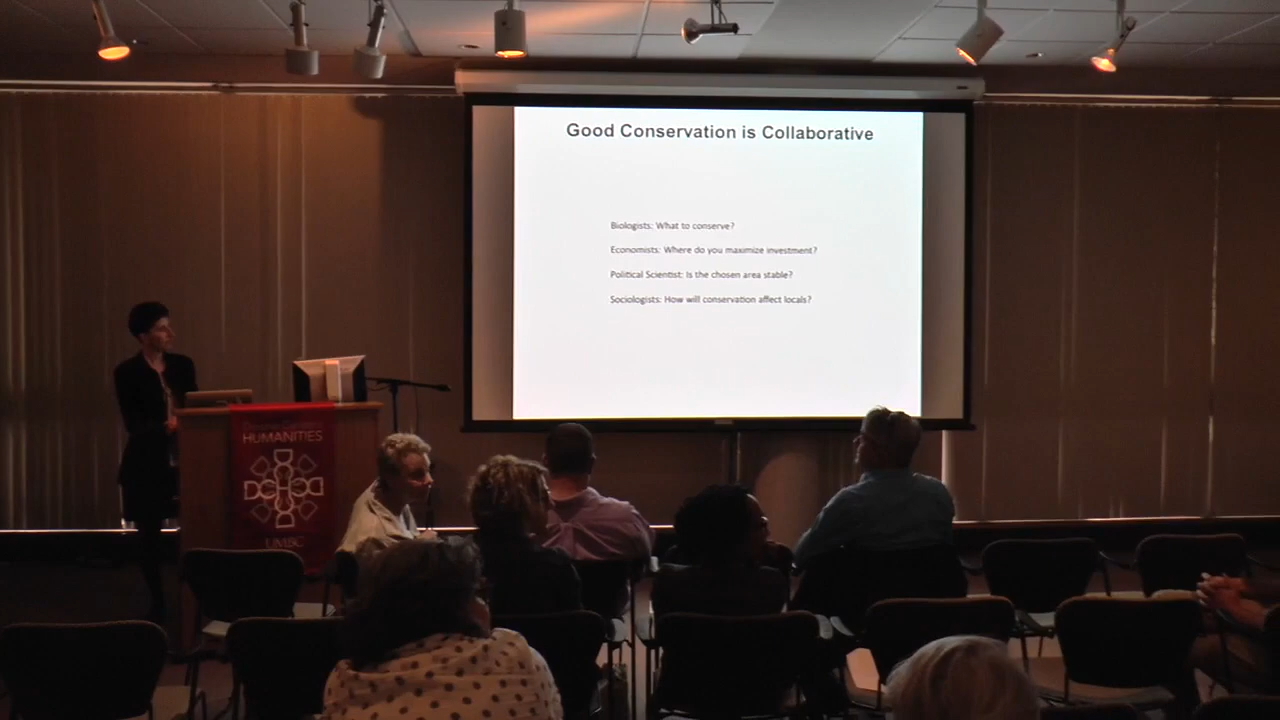 Good Conservation is Collaborative
Biologists: What to conserve?
Economists: Where do you maximize investment?
Political Scientist: Is the chosen area stable?
Sociologists: How will conservation affect locals?
HUMANITIES
UMBC